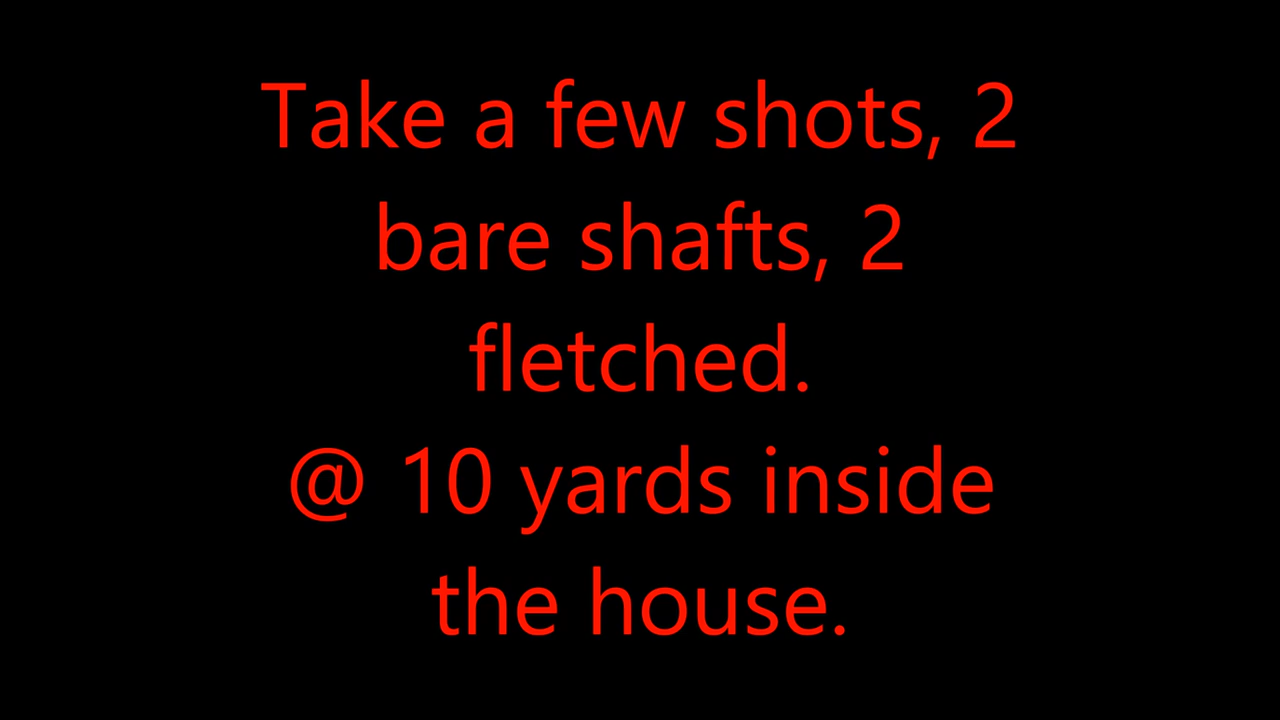 Take a few shots, 2
bare shafts, 2
fletched.
@ 10 yards inside
the house.